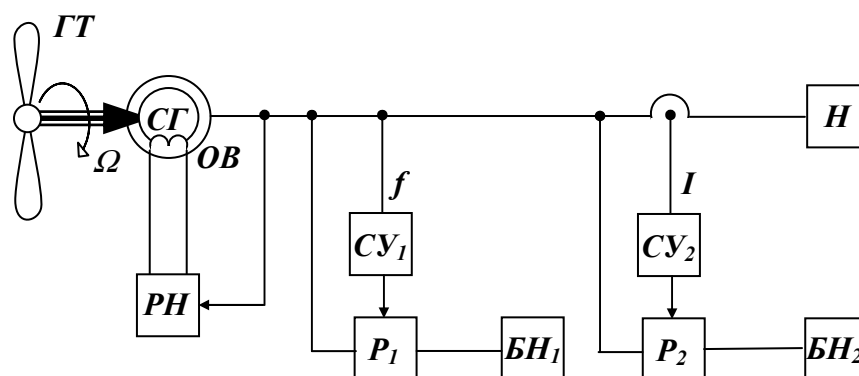 ГТ
СГ
Ω
ОВ
Н
f
I
СУ₁
СУ₂
РН
Р₁
БН₁
Р₂
БН₂